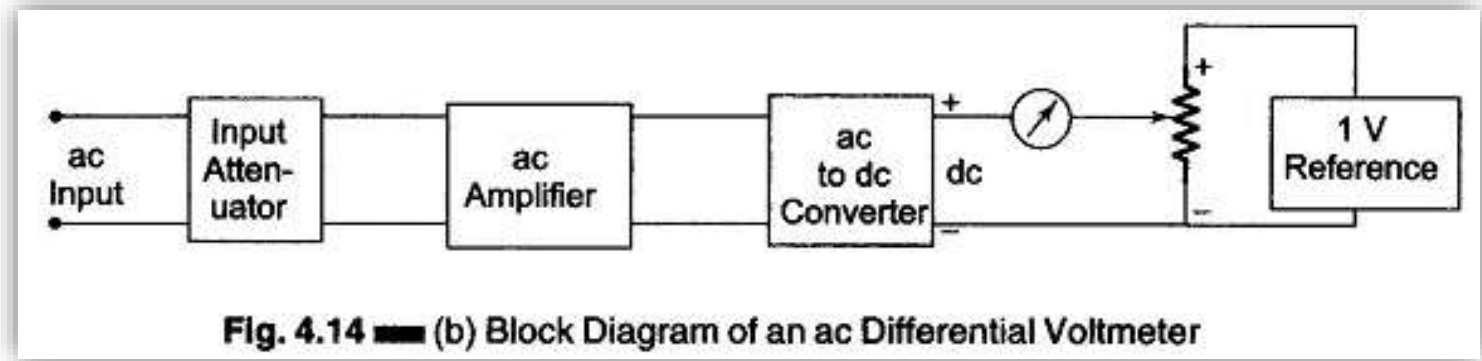 ac
Input
Input
Atten-
uator
ac
Amplifier
ac
to dc
Converter
+
dc
−
+
−
1 V
Reference
Fig. 4.14 (b) Block Diagram of an ac Differential Voltmeter